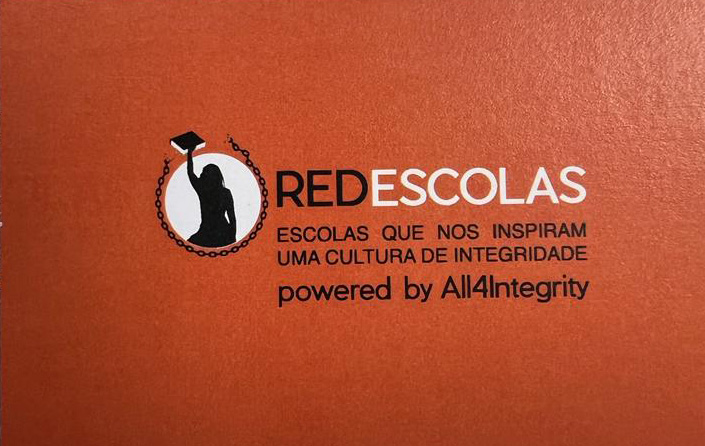 REDESCOLAS
ESCOLAS QUE NOS INSPIRAM
UMA CULTURA DE INTEGRIDADE
powered by All4Integrity